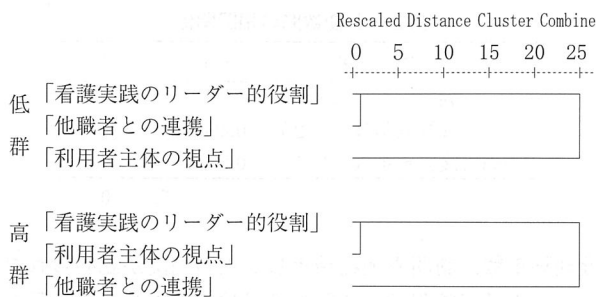 Rescaled Distance Cluster Combine
0 5 10 15 20 25
低群
「看護実践のリーダー的役割」
「他職者との連携」
「利用者主体の視点」
高群
「看護実践のリーダー的役割」
「利用者主体の視点」
「他職者との連携」